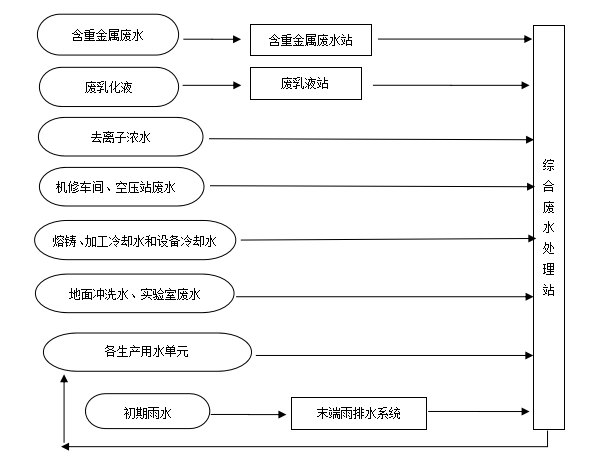 含重金属废水
含重金属废水站
废乳化液
废乳液站
去离子浓水
机修车间、空压站废水
熔铸、加工冷却水和设备冷却水
地面冲洗水、实验室废水
各生产用水单元
初期雨水
末端雨排水系统
综合废水处理站